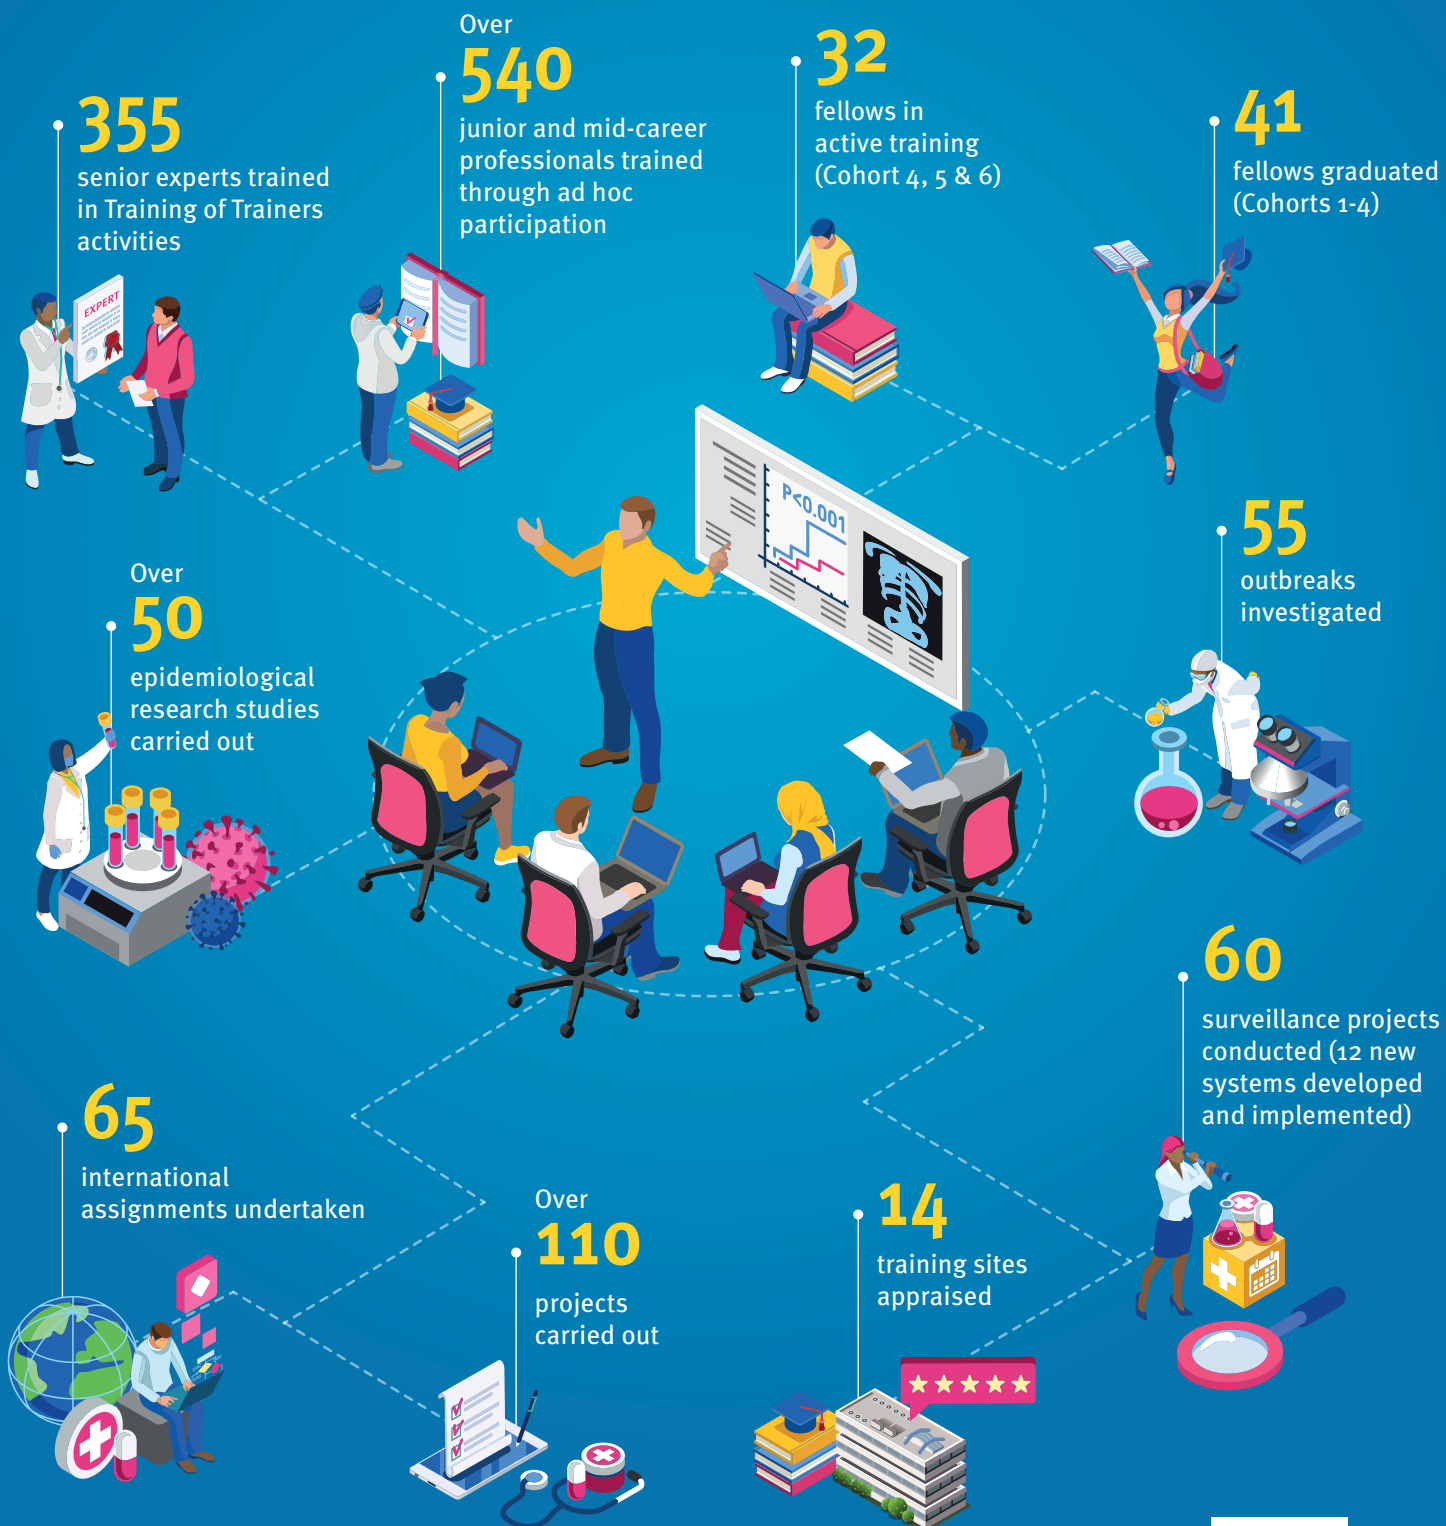 Over
540
junior and mid-career
professionals trained
through ad hoc
participation
32
fellows in
active training
(Cohort 4, 5 & 6)
355
senior experts trained
in Training of Trainers
activities
41
fellows graduated
(Cohorts 1-4)
EXPERT
P<0.001
55
outbreaks
investigated
Over
50
epidemiological
research studies
carried out
60
surveillance projects
conducted (12 new
systems developed
and implemented)
65
international
assignments undertaken
Over
110
projects
carried out
14
training sites
appraised